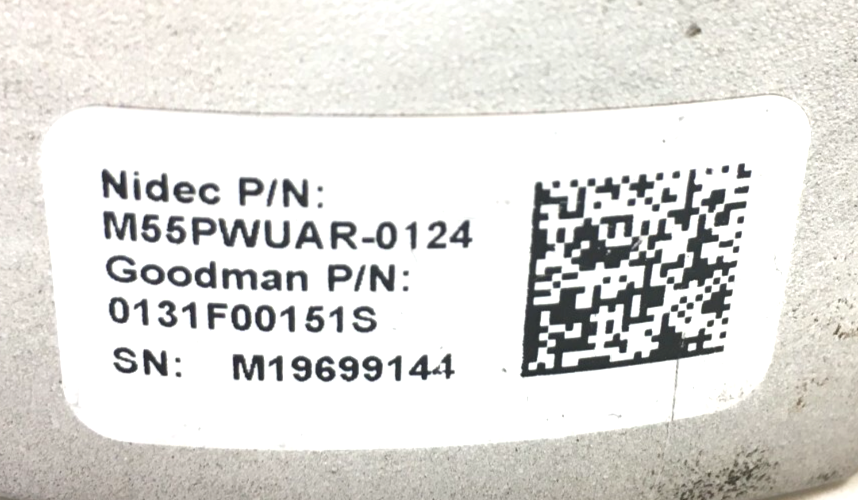 Nidec P/N:
M55PWUAR-0124
Goodman P/N:
0131F00151S
SN: M19699144